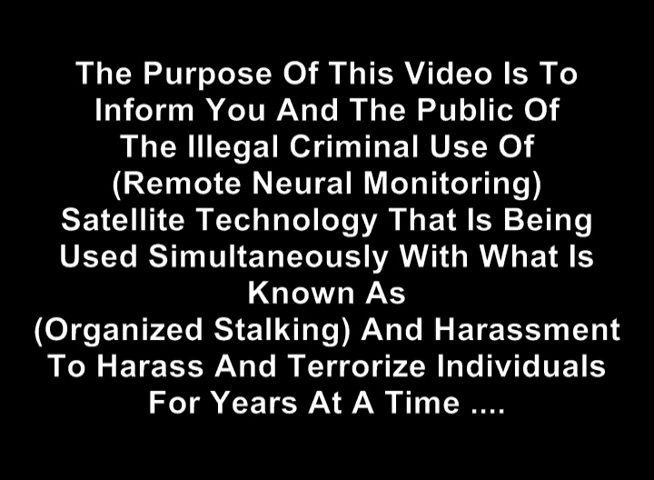 The Purpose Of This Video Is To
Inform You And The Public Of
The Illegal Criminal Use Of
(Remote Neural Monitoring)
Satellite Technology That Is Being
Used Simultaneously With What Is
Known As
(Organized Stalking) And Harassment
To Harass And Terrorize Individuals
For Years At A Time ....